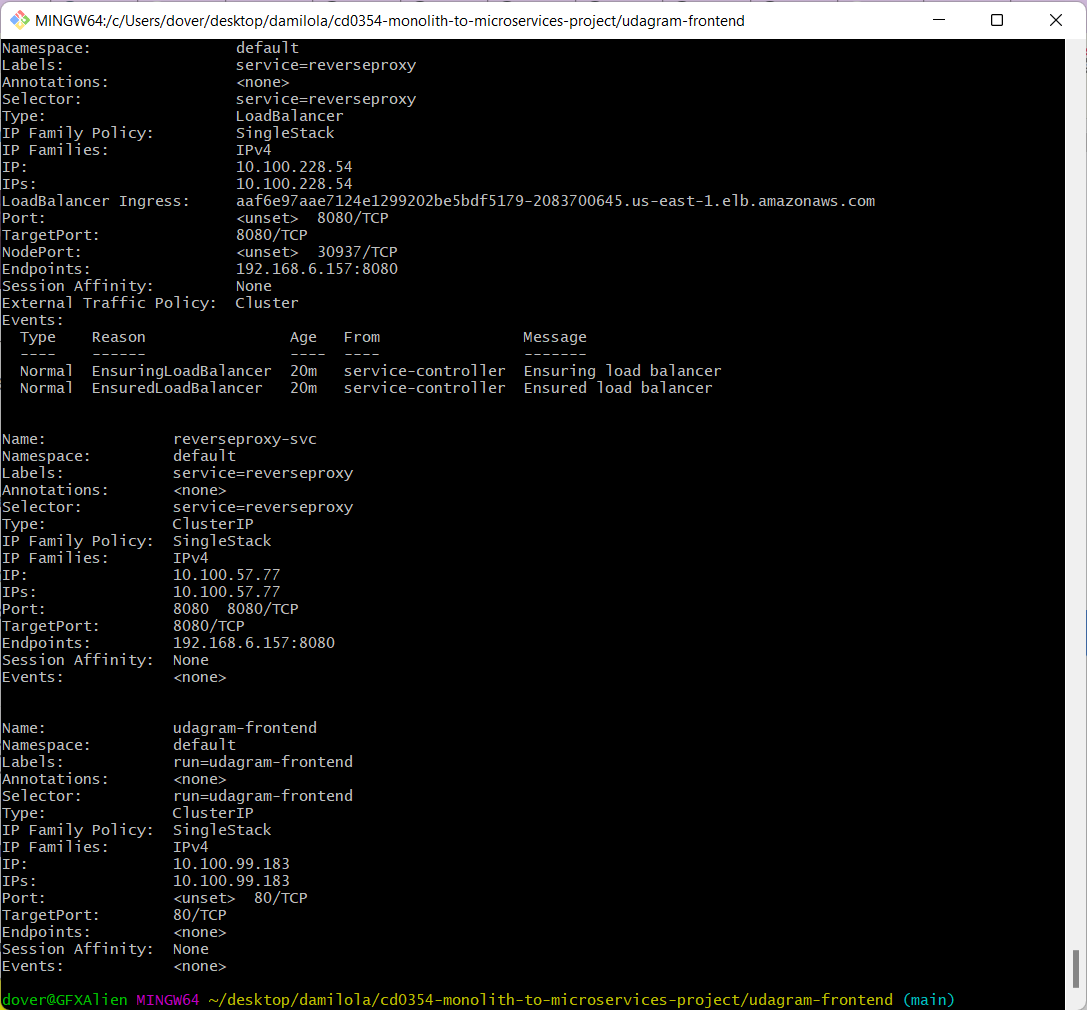 MINGW64:/c/Users/dover/desktop/damilola/cd0354-monolith-to-microservices-project/udagram-frontend
Namespace:                default
Labels:                   service=reverseproxy
Annotations:              <none>
Selector:                 service=reverseproxy
Type:                     LoadBalancer
IP Family Policy:         SingleStack
IP Families:              IPv4
IP:                       10.100.228.54
IPs:                      10.100.228.54
LoadBalancer Ingress:     aaf6e97aae7124e1299202be5bdf5179-2083700645.us-east-1.elb.amazonaws.com
Port:                     <unset>  8080/TCP
TargetPort:               8080/TCP
NodePort:                 <unset>  30937/TCP
Endpoints:                192.168.6.157:8080
Session Affinity:         None
External Traffic Policy:  Cluster
Events:
  Type    Reason                Age   From                Message
  ----    ------                ----  ----                -------
  Normal  EnsuringLoadBalancer  20m   service-controller  Ensuring load balancer
  Normal  EnsuredLoadBalancer   20m   service-controller  Ensured load balancer
Name:              reverseproxy-svc
Namespace:         default
Labels:            service=reverseproxy
Annotations:       <none>
Selector:          service=reverseproxy
Type:              ClusterIP
IP Family Policy:  SingleStack
IP Families:       IPv4
IP:                10.100.57.77
IPs:               10.100.57.77
Port:              8080  8080/TCP
TargetPort:        8080/TCP
Endpoints:         192.168.6.157:8080
Session Affinity:  None
Events:            <none>
Name:              udagram-frontend
Namespace:         default
Labels:            run=udagram-frontend
Annotations:       <none>
Selector:          run=udagram-frontend
Type:              ClusterIP
IP Family Policy:  SingleStack
IP Families:       IPv4
IP:                10.100.99.183
IPs:               10.100.99.183
Port:              <unset>  80/TCP
TargetPort:        80/TCP
Endpoints:         <none>
Session Affinity:  None
Events:            <none>
dover@GFXAlien MINGW64 ~/desktop/damilola/cd0354-monolith-to-microservices-project/udagram-frontend (main)